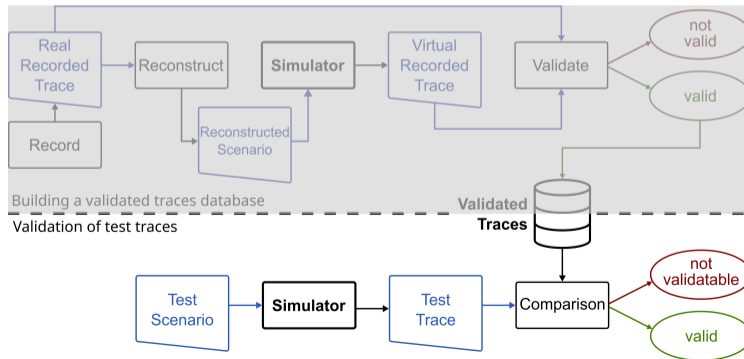 Real
Recorded
Trace
Reconstruct
Simulator
Virtual
Recorded
Trace
Validate
not
valid
valid
Record
Reconstructed
Scenario
Building a validated traces database
Validated
Traces
Validation of test traces
Test
Scenario
Simulator
Test
Trace
Comparison
not
validatable
valid